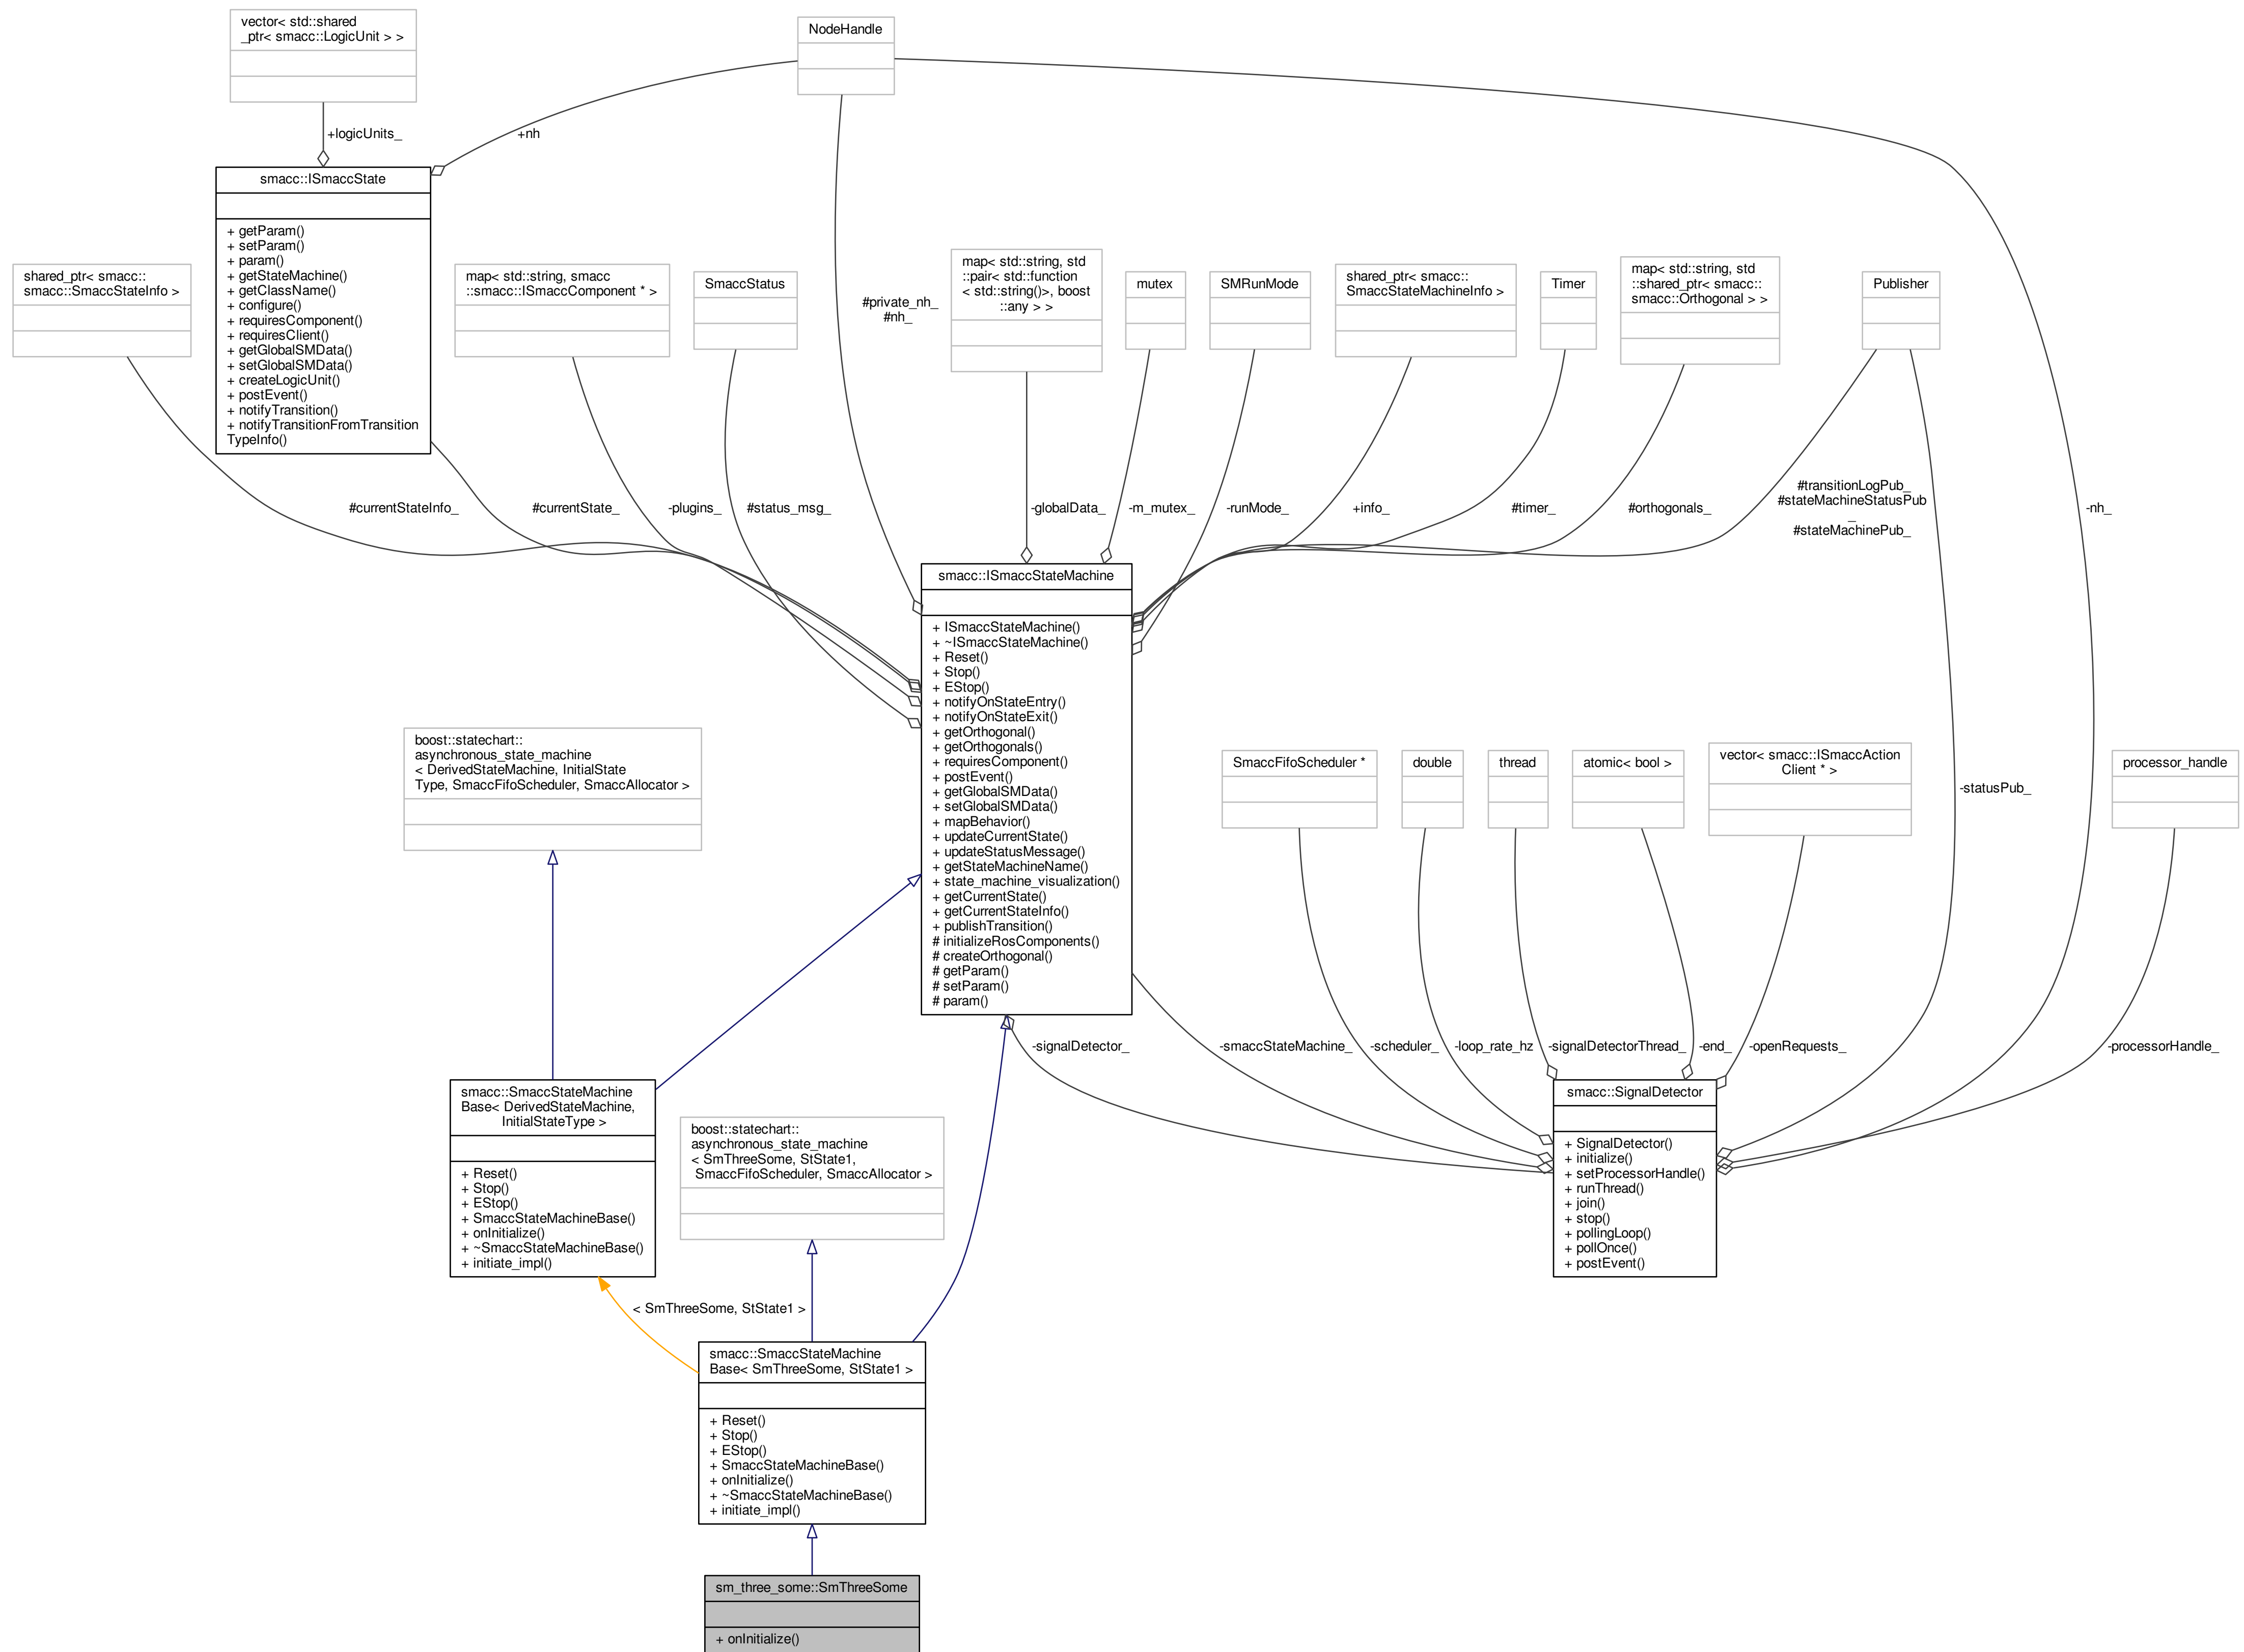 vector< std::shared
_ptr< smacc::LogicUnit > >
NodeHandle
+logicUnits_
+nh
smacc::ISmaccState
+ getParam()
+ setParam()
+ param()
+ getStateMachine()
+ getClassName()
+ configure()
+ requiresComponent()
+ requiresClient()
+ getGlobalSMData()
+ setGlobalSMData()
+ createLogicUnit()
+ postEvent()
+ notifyTransition()
+ notifyTransitionFromTransition
TypeInfo()
shared_ptr< smacc::
smacc::SmaccStateInfo >
map< std::string, smacc
::smacc::ISmaccComponent * >
SmaccStatus
#private_nh_
#nh_
map< std::string, std
::pair< std::function
< std::string()>, boost
::any > >
mutex
SMRunMode
shared_ptr< smacc::
SmaccStateMachineInfo >
Timer
map< std::string, std
::shared_ptr< smacc::
smacc::Orthogonal > >
Publisher
#currentStateInfo_
#currentState_
-plugins_
#status_msg_
-globalData_
-m_mutex_
-runMode_
+info_
#timer_
#orthogonals_
#transitionLogPub_
#stateMachineStatusPub
_
#stateMachinePub_
-nh_
smacc::ISmaccStateMachine
+ ISmaccStateMachine()
+ ~ISmaccStateMachine()
+ Reset()
+ Stop()
+ EStop()
+ notifyOnStateEntry()
+ notifyOnStateExit()
+ getOrthogonal()
+ getOrthogonals()
+ requiresComponent()
+ postEvent()
+ getGlobalSMData()
+ setGlobalSMData()
+ mapBehavior()
+ updateCurrentState()
+ updateStatusMessage()
+ getStateMachineName()
+ state_machine_visualization()
+ getCurrentState()
+ getCurrentStateInfo()
+ publishTransition()
# initializeRosComponents()
# createOrthogonal()
# getParam()
# setParam()
# param()
boost::statechart::
asynchronous_state_machine
< DerivedStateMachine, InitialState
Type, SmaccFifoScheduler, SmaccAllocator >
SmaccFifoScheduler *
double
thread
atomic< bool >
vector< smacc::ISmaccAction
Client * >
-statusPub_
processor_handle
-signalDetector_
-smaccStateMachine_
-scheduler_
-loop_rate_hz
-signalDetectorThread_
-end_
-openRequests_
-processorHandle_
smacc::SmaccStateMachine
Base< DerivedStateMachine,
InitialStateType >
+ Reset()
+ Stop()
+ EStop()
+ SmaccStateMachineBase()
+ onInitialize()
+ ~SmaccStateMachineBase()
+ initiate_impl()
boost::statechart::
asynchronous_state_machine
< SmThreeSome, StState1,
SmaccFifoScheduler, SmaccAllocator >
smacc::SignalDetector
+ SignalDetector()
+ initialize()
+ setProcessorHandle()
+ runThread()
+ join()
+ stop()
+ pollingLoop()
+ pollOnce()
+ postEvent()
< SmThreeSome, StState1 >
smacc::SmaccStateMachine
Base< SmThreeSome, StState1 >
+ Reset()
+ Stop()
+ EStop()
+ SmaccStateMachineBase()
+ onInitialize()
+ ~SmaccStateMachineBase()
+ initiate_impl()
sm_three_some::SmThreeSome
+ onInitialize()